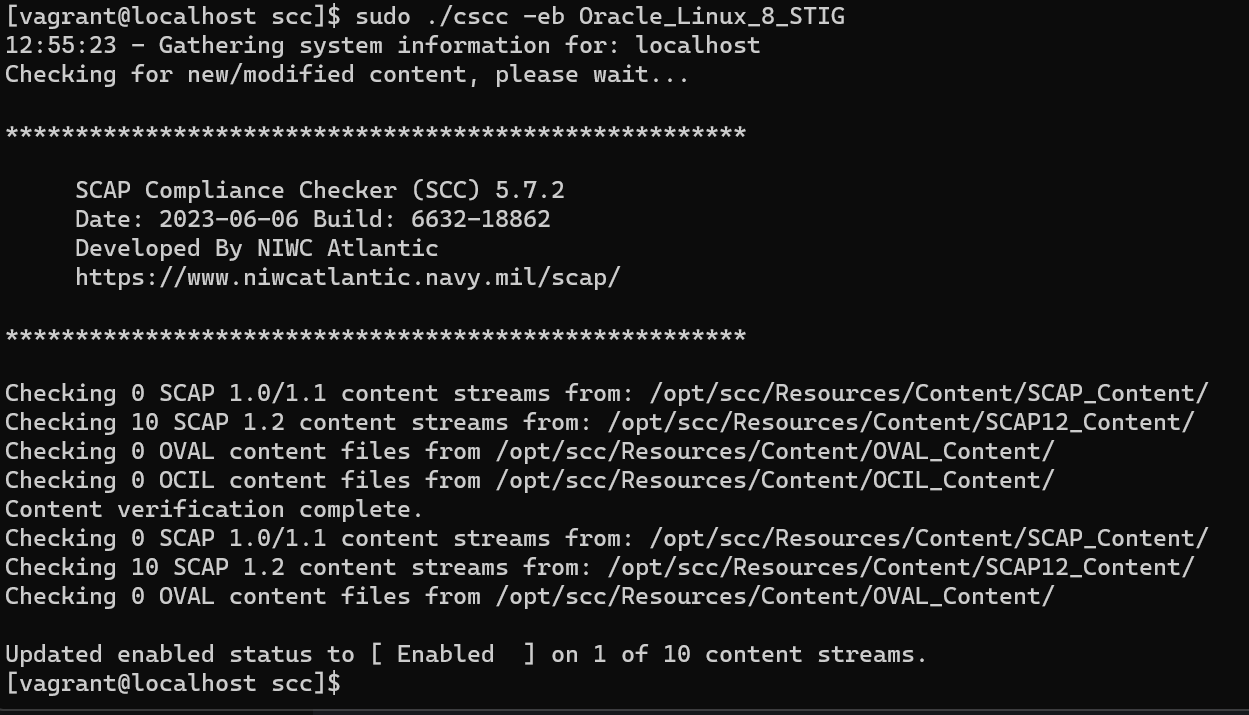 [vagrant@localhost scc]$ sudo ./cscc -eb Oracle_Linux_8_STIG
12:55:23 - Gathering system information for: localhost
Checking for new/modified content, please wait...
*****************************************************
SCAP Compliance Checker (SCC) 5.7.2
Date: 2023-06-06 Build: 6632-18862
Developed By NIWC Atlantic
https://www.niwcatlantic.navy.mil/scap/
*****************************************************
Checking 0 SCAP 1.0/1.1 content streams from: /opt/scc/Resources/Content/SCAP_Content/
Checking 10 SCAP 1.2 content streams from: /opt/scc/Resources/Content/SCAP12_Content/
Checking 0 OVAL content files from /opt/scc/Resources/Content/OVAL_Content/
Checking 0 OCIL content files from /opt/scc/Resources/Content/OCIL_Content/
Content verification complete.
Checking 0 SCAP 1.0/1.1 content streams from: /opt/scc/Resources/Content/SCAP_Content/
Checking 10 SCAP 1.2 content streams from: /opt/scc/Resources/Content/SCAP12_Content/
Checking 0 OVAL content files from /opt/scc/Resources/Content/OVAL_Content/
Updated enabled status to [ Enabled  ] on 1 of 10 content streams.
[vagrant@localhost scc]$